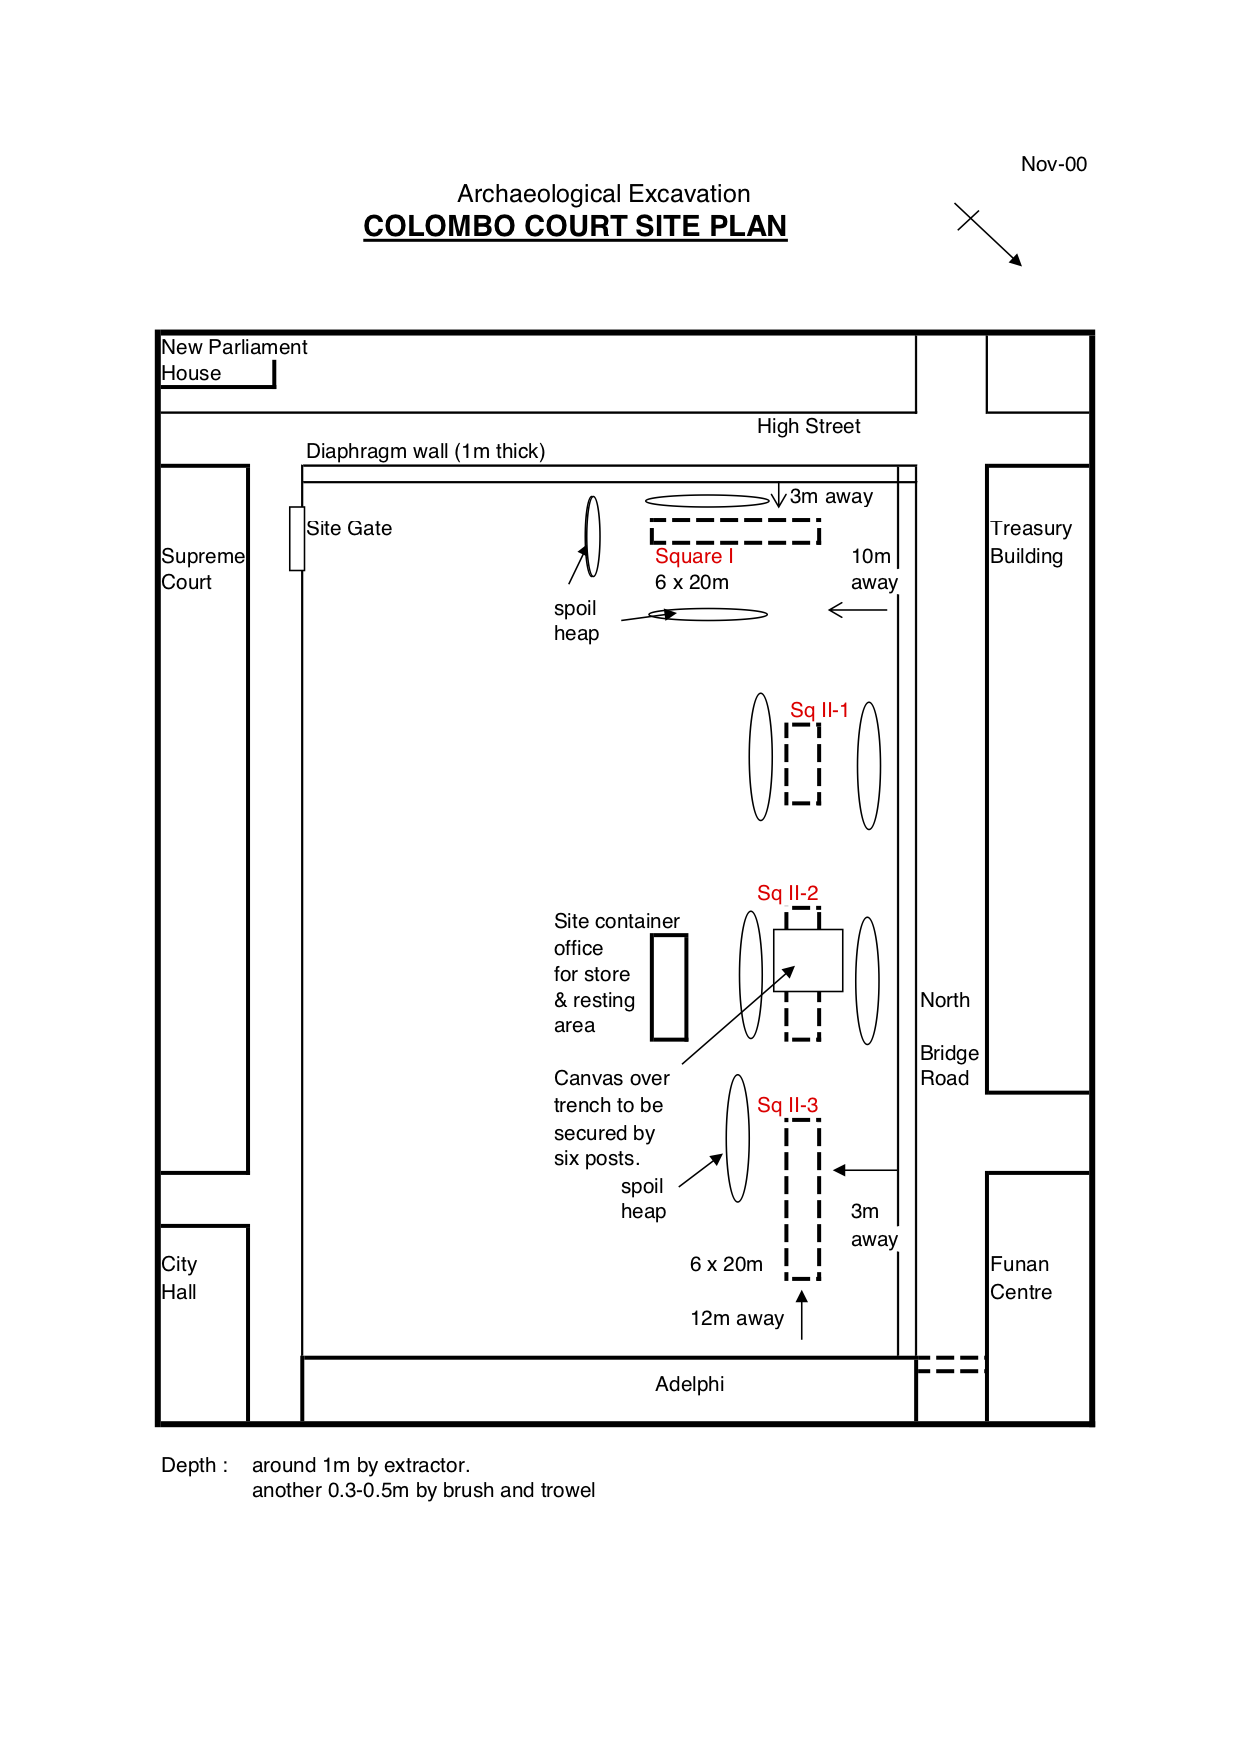 Nov-00
Archaeological Excavation
COLOMBO COURT SITE PLAN
New Parliament
House
High Street
Diaphragm wall (1m thick)
3m away
Site Gate
Supreme
Court
Square I
6 x 20m
10m
away
Treasury
Building
spoil
heap
Sq II-1
Sq II-2
Site container
office
for store
& resting
area
North
Bridge
Road
Canvas over
trench to be
secured by
six posts.
Sq II-3
spoil
heap
3m
away
6 x 20m
12m away
City
Hall
Funan
Centre
Adelphi
Depth : around 1m by extractor.
another 0.3-0.5m by brush and trowel